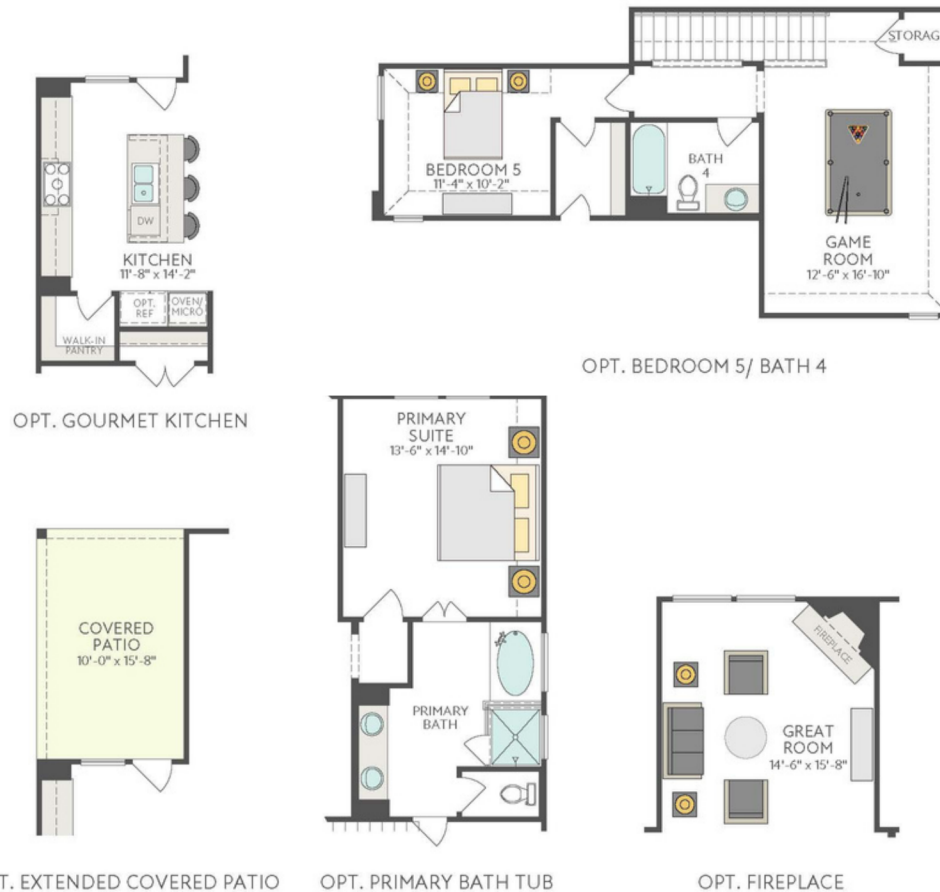 STORAG
BEDROOM 5
11'-4" x 10'-2"
BATH
4
GAME
ROOM
12'-6" x 16'-10"
OPT. BEDROOM 5/ BATH 4
DW
KITCHEN
11'-8" x 14'-2"
OPT.
REF
OVEN/
MICRO
WALK-IN
PANTRY
OPT. GOURMET KITCHEN
PRIMARY
SUITE
13'-6" x 14'-10"
PRIMARY
BATH
OPT. PRIMARY BATH TUB
COVERED
PATIO
10'-0" x 15'-8"
T. EXTENDED COVERED PATIO
FIREPLACE
GREAT
ROOM
14'-6" x 15'-8"
OPT. FIREPLACE